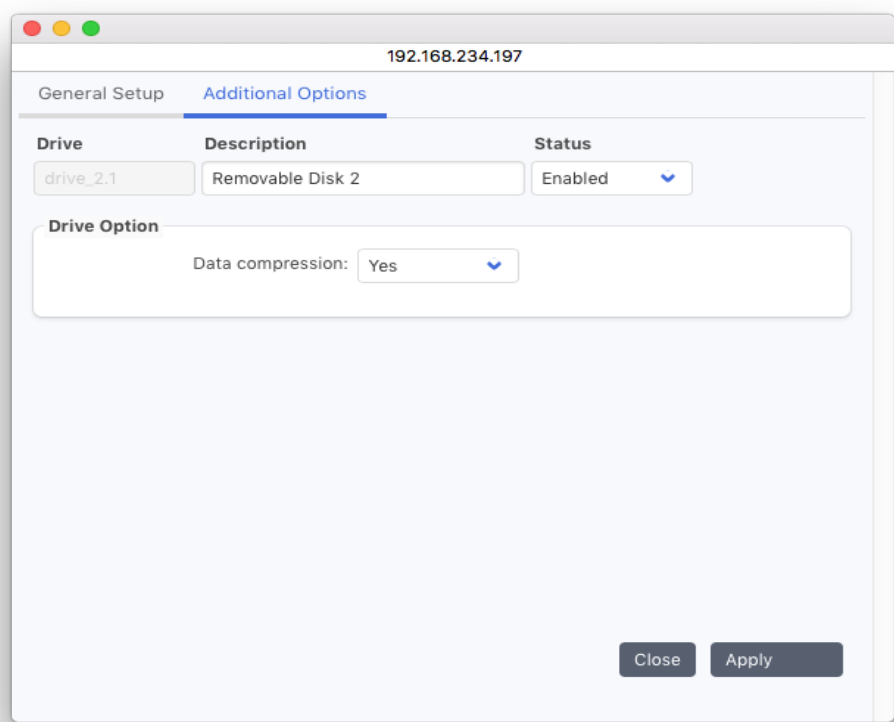 192.168.234.197
General Setup Additional Options
Drive Description Status
drive_2.1 Removable Disk 2 Enabled
Drive Option
Data compression: Yes
Close Apply